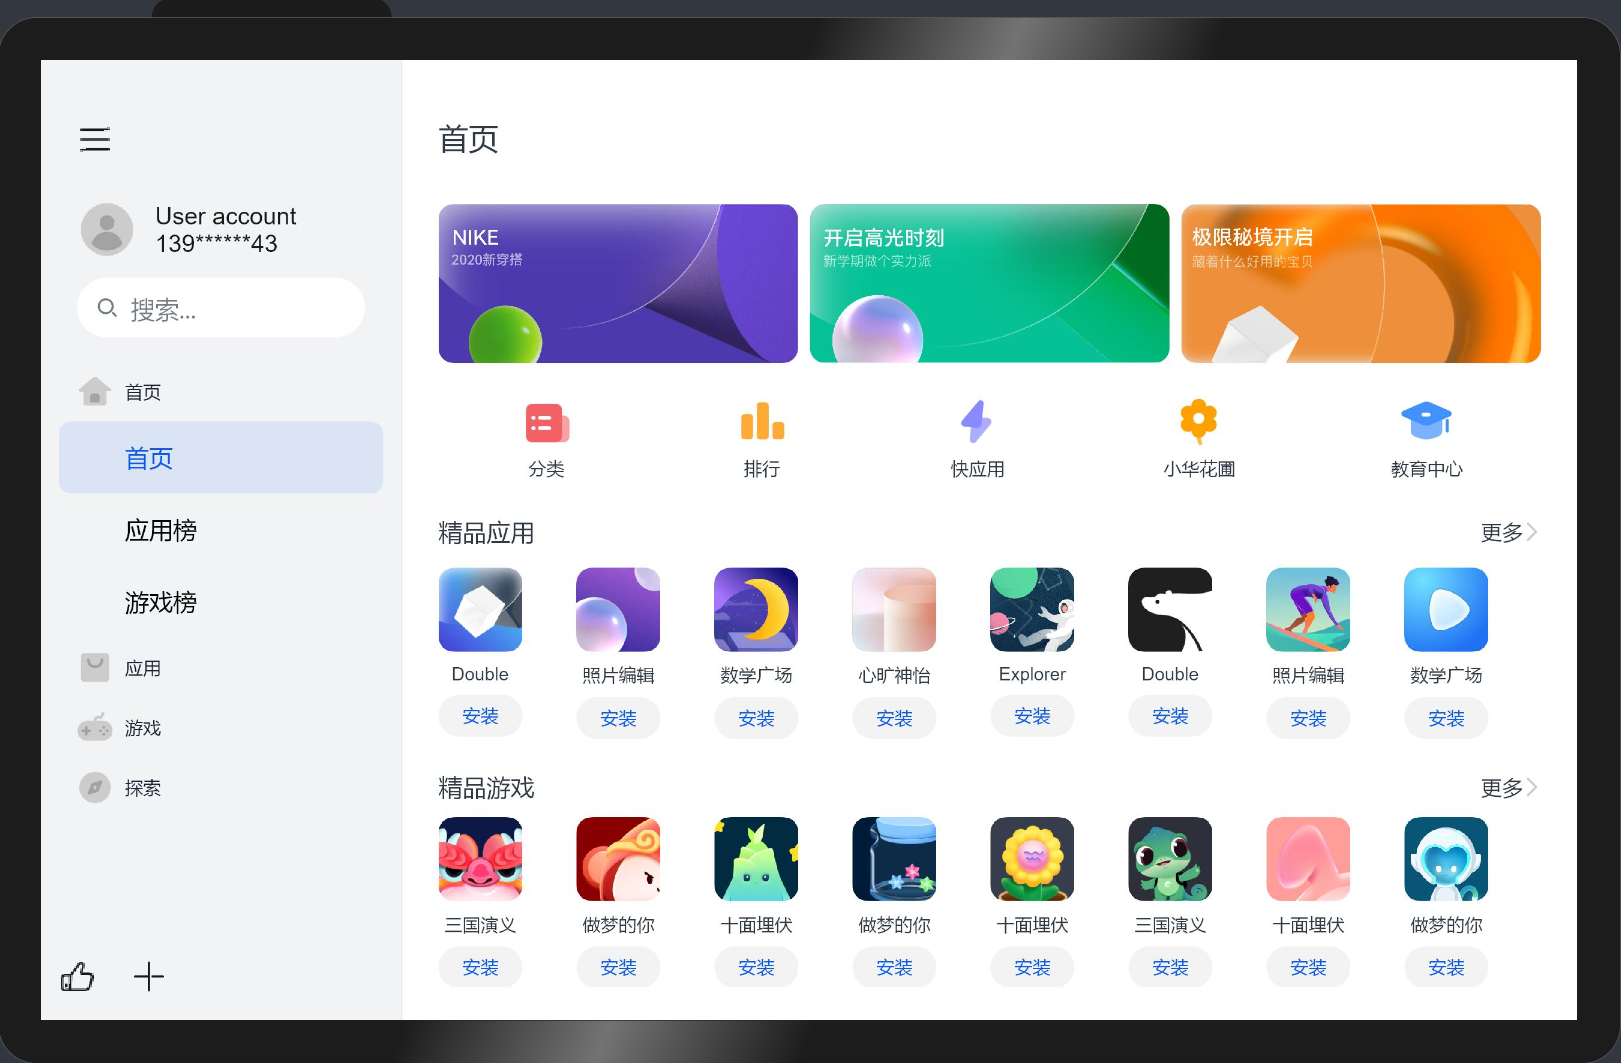 User account
139******43
搜索...
首页
首页
应用榜
游戏榜
应用
游戏
探索
首页
NIKE
2020新穿搭
开启高光时刻
新学期做个实力派
极限秘境开启
藏着什么好用的宝贝
分类
排行
快应用
小华花圃
教育中心
精品应用
更多
Double
照片编辑
数学广场
心旷神怡
Explorer
Double
照片编辑
数学广场
安装
安装
安装
安装
安装
安装
安装
安装
精品游戏
更多
三国演义
做梦的你
十面埋伏
做梦的你
十面埋伏
三国演义
十面埋伏
做梦的你
安装
安装
安装
安装
安装
安装
安装
安装